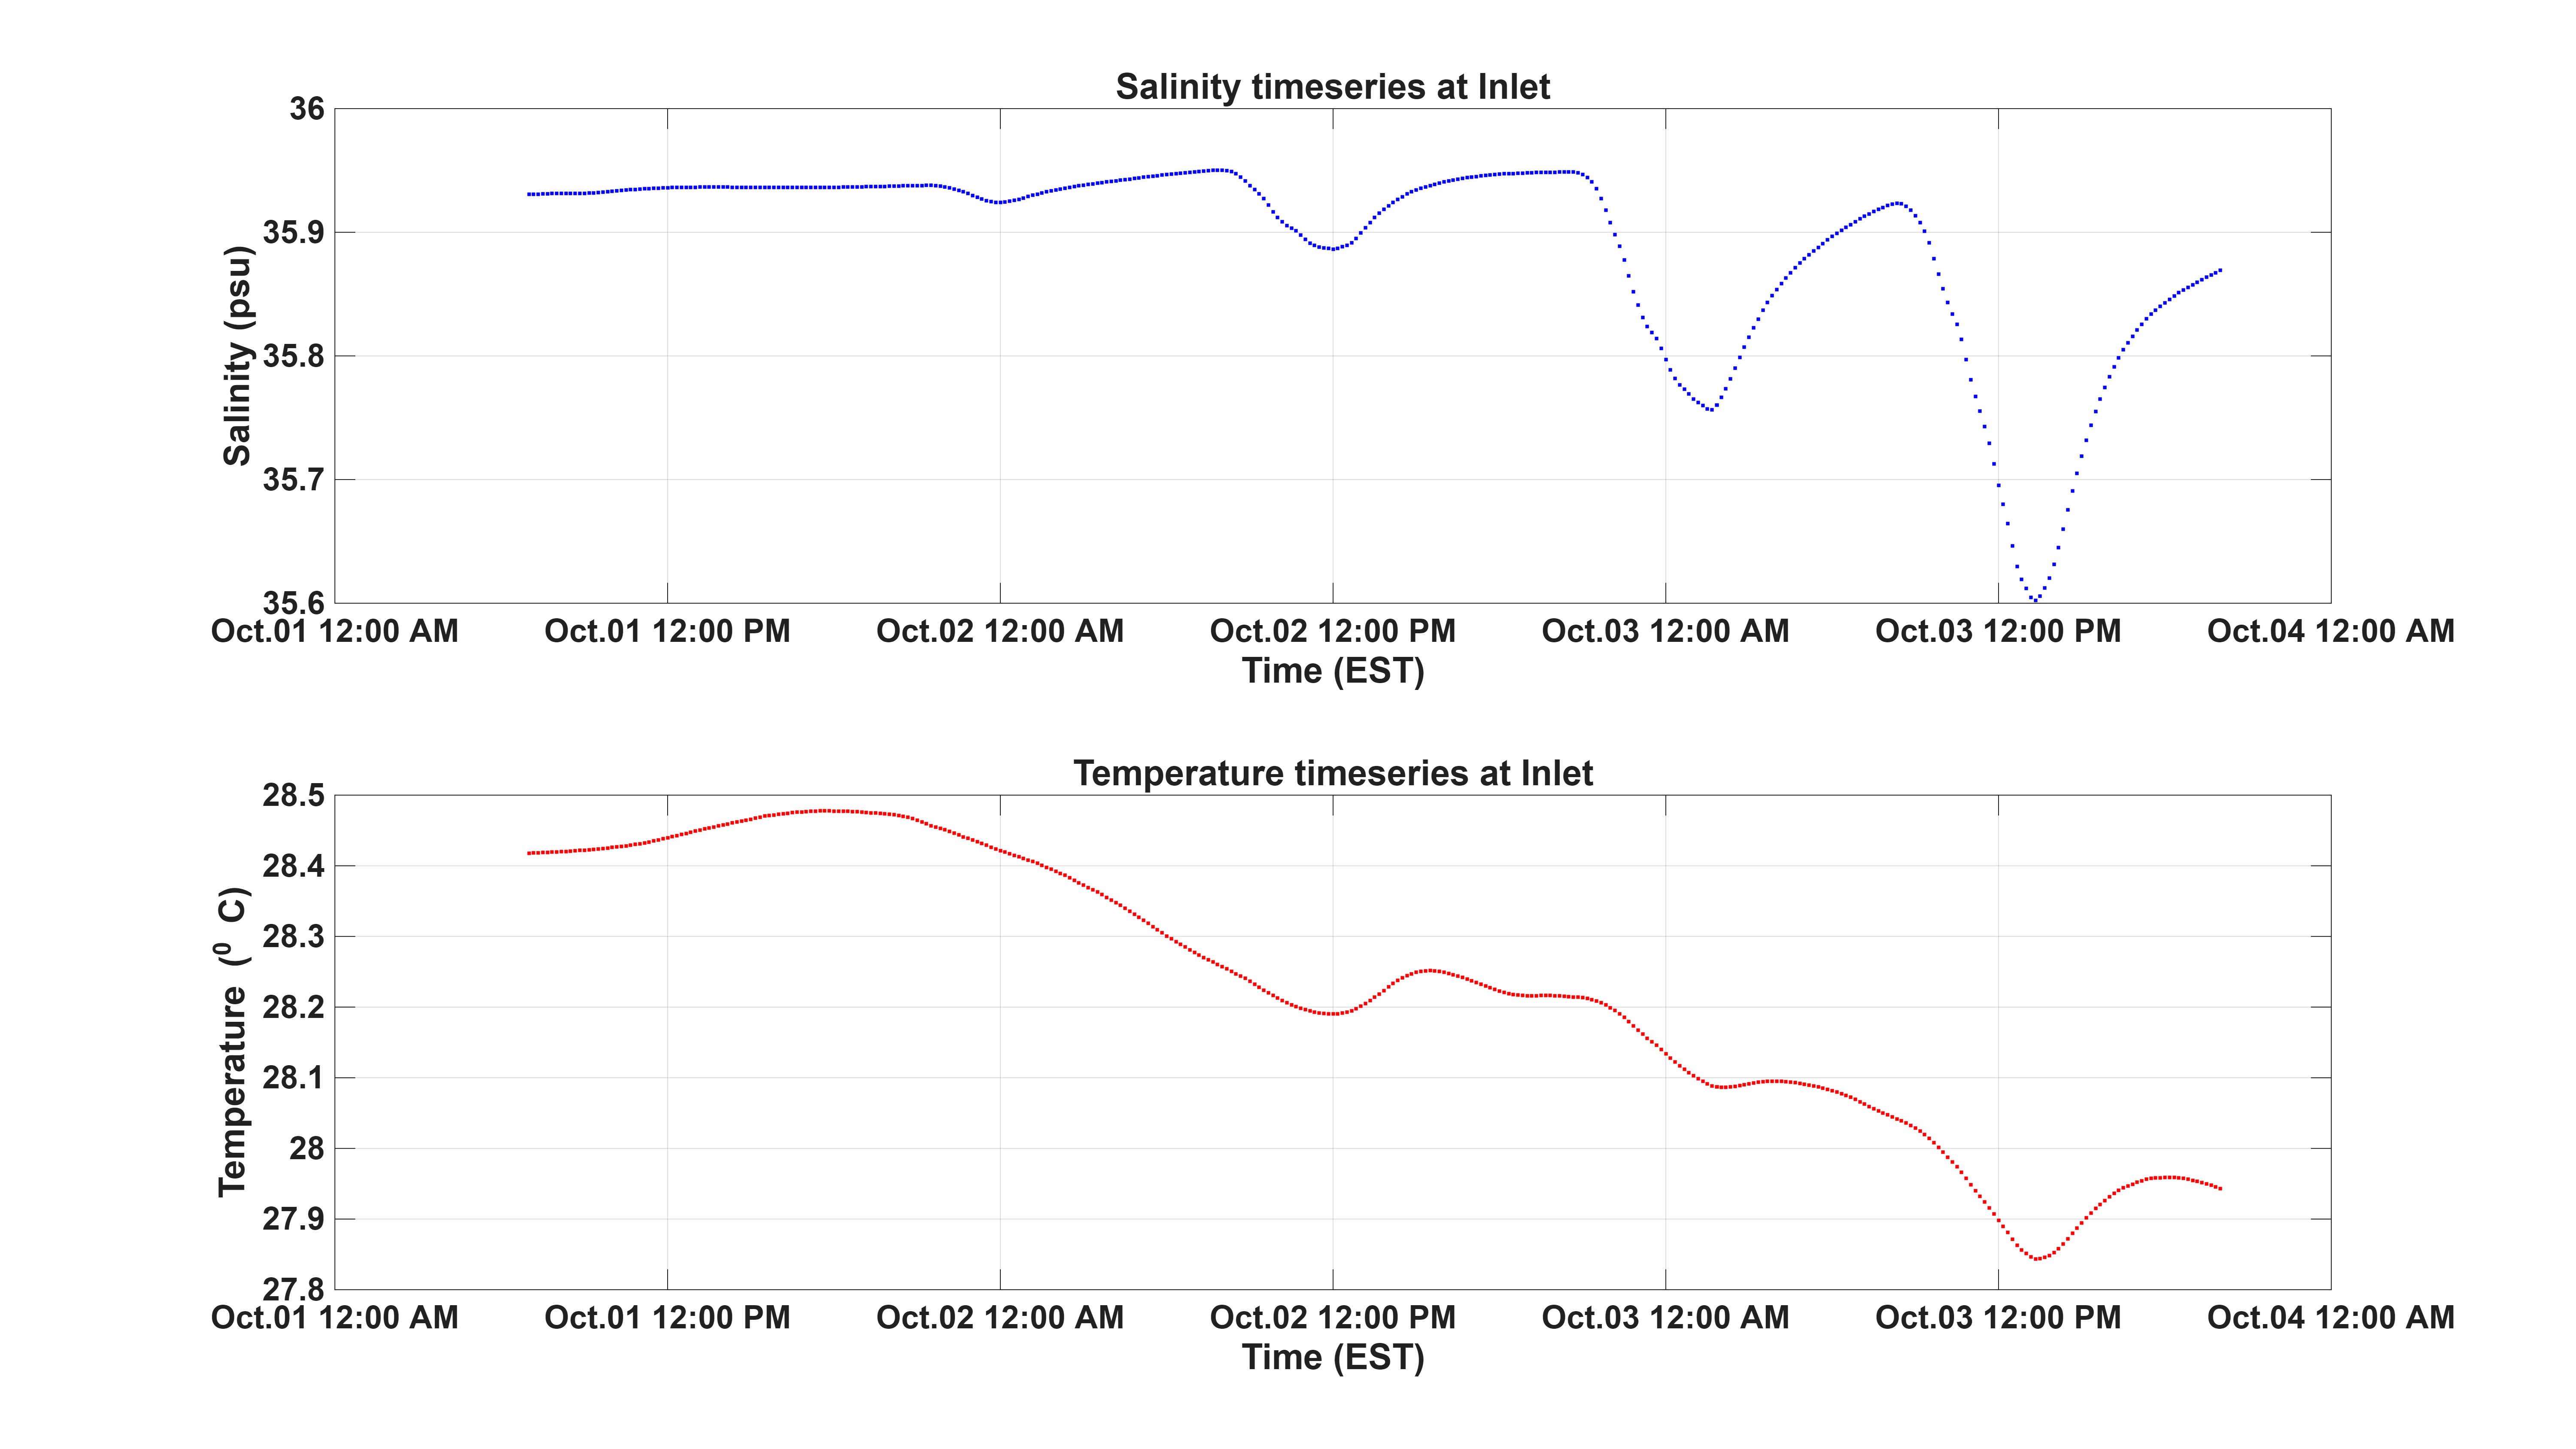 Salinity timeseries at Inlet
36
35.9
35.8
35.7
35.6
Salinity (psu)
Oct.01 12:00 AM Oct.01 12:00 PM Oct.02 12:00 AM Oct.02 12:00 PM Oct.03 12:00 AM Oct.03 12:00 PM Oct.04 12:00 AM
Time (EST)
Temperature timeseries at Inlet
28.5
28.4
28.3
28.2
28.1
28
27.9
27.8
Temperature (⁰ C)
Oct.01 12:00 AM Oct.01 12:00 PM Oct.02 12:00 AM Oct.02 12:00 PM Oct.03 12:00 AM Oct.03 12:00 PM Oct.04 12:00 AM
Time (EST)